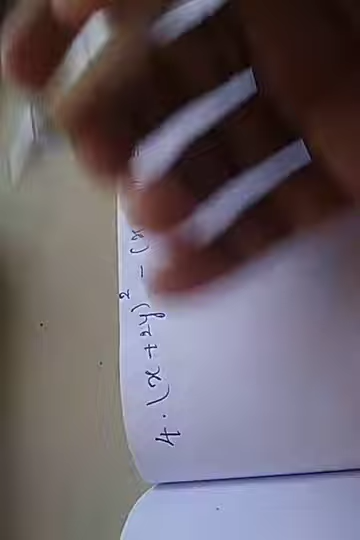 4. (x+2y)² - (x